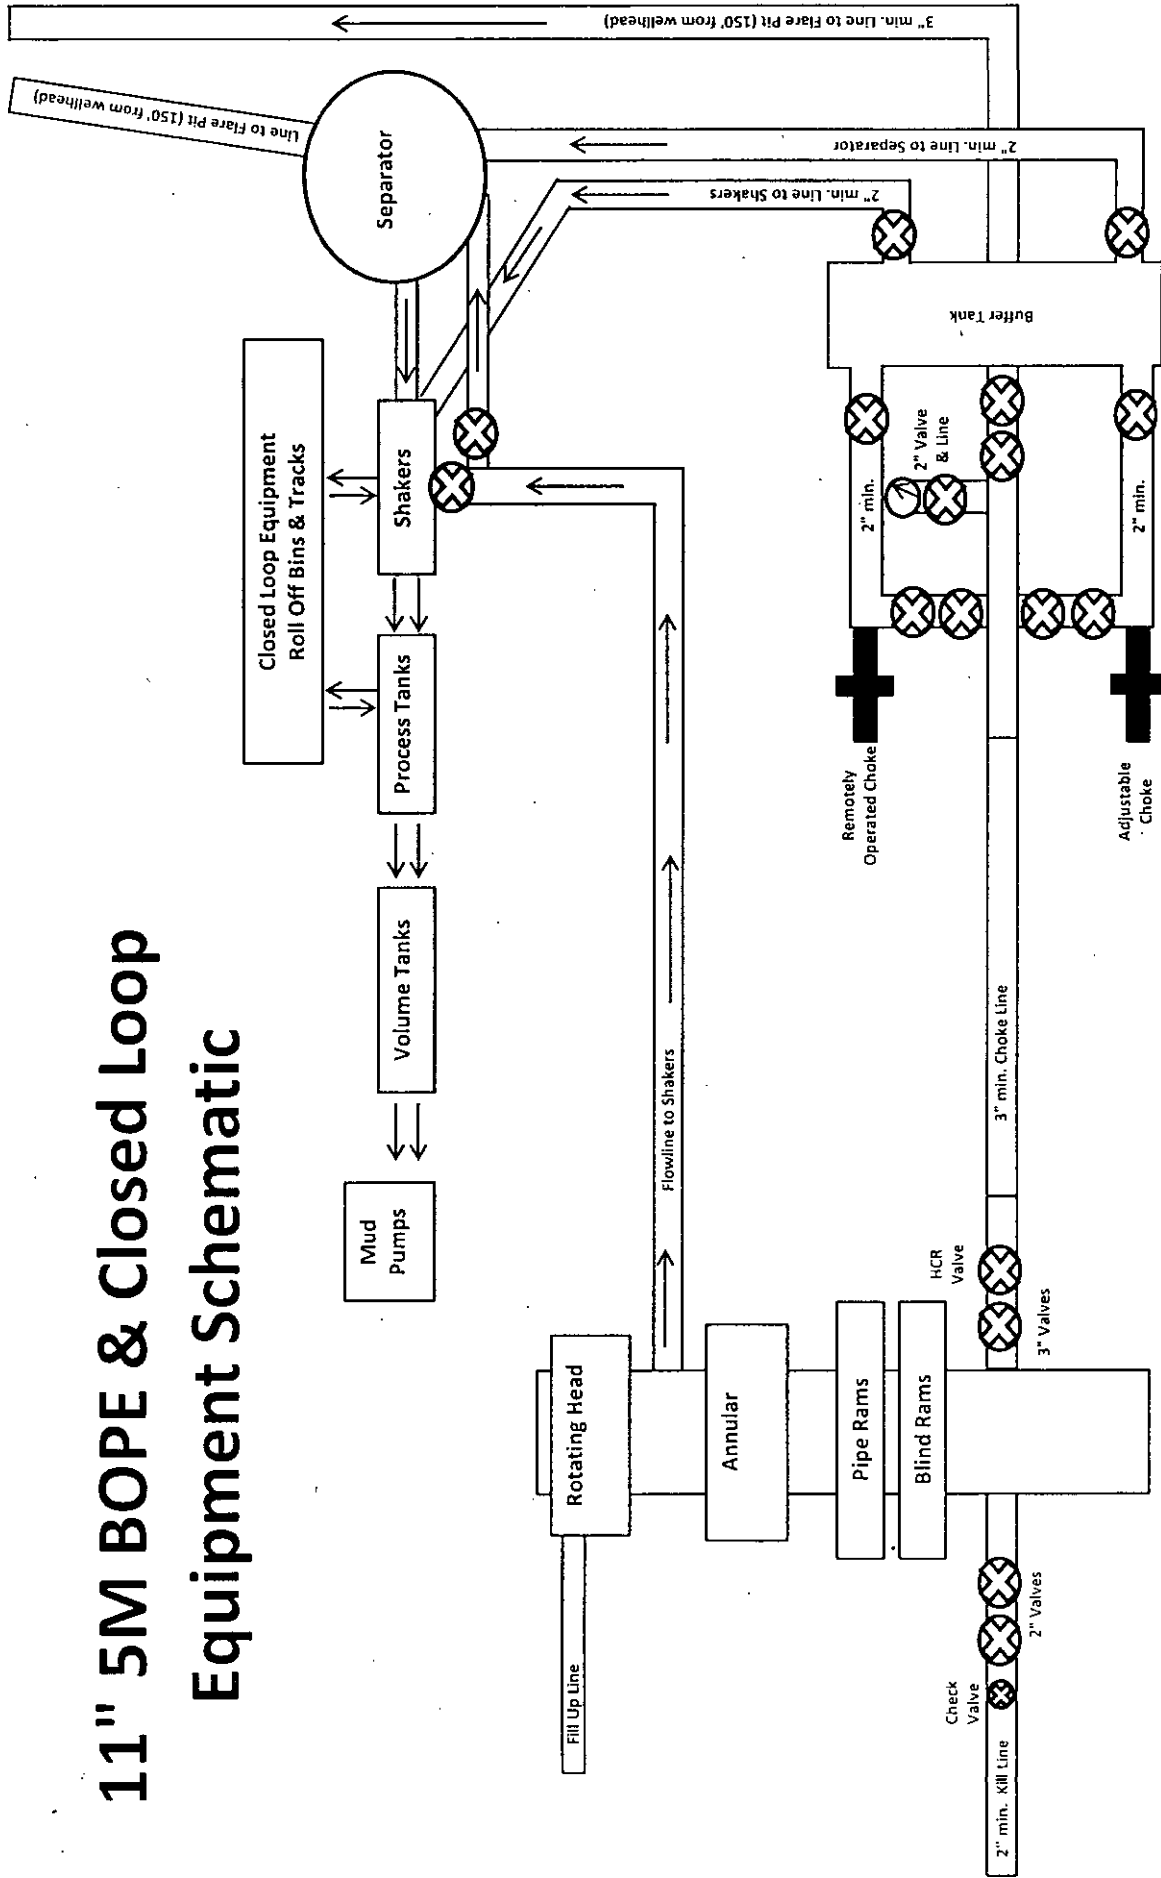 11" 5M BOPE & Closed Loop
Equipment Schematic
Closed Loop Equipment
Roll Off Bins & Tracks
Mud
Pumps
Volume Tanks
Process Tanks
Shakers
Separator
Line to Flare Pit (150' from wellhead)
3" min. Line to Flare Pit (150' from wellhead)
2" min. Line to Separator
2" min. Line to Shakers
Fill Up Line
Rotating Head
Flowline to Shakers
Annular
Pipe Rams
Blind Rams
Check
Valve
2" min. Kill Line
2" Valves
HCR
Valve
3" Valves
3" min. Choke Line
Remotely
Operated Choke
Adjustable
Choke
2" min.
2" Valve
& Line
2" min.
Buffer Tank